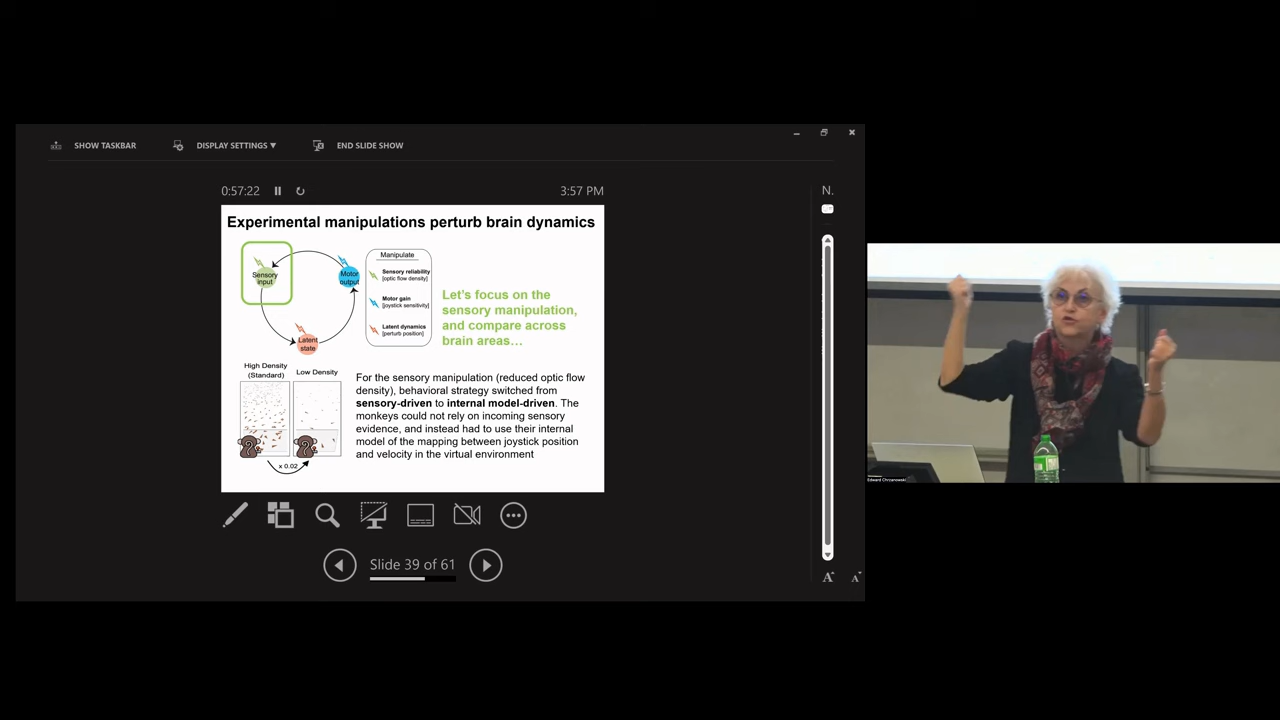 SHOW TASKBAR
DISPLAY SETTINGS ▼
END SLIDE SHOW
0:57:22
3:57 PM
N.
Experimental manipulations perturb brain dynamics
Sensory
input
Motor
output
Latent
state
Manipulate
Sensory reliability
[optic flow density]
Motor gain
[joystick sensitivity]
Latent dynamics
[perturb position]
Let's focus on the
sensory manipulation,
and compare across
brain areas...
High Density
(Standard)
Low Density
x 0.02
For the sensory manipulation (reduced optic flow
density), behavioral strategy switched from
sensory-driven to internal model-driven. The
monkeys could not rely on incoming sensory
evidence, and instead had to use their internal
model of the mapping between joystick position
and velocity in the virtual environment
Slide 39 of 61
A
A
Edward Chrzanowski